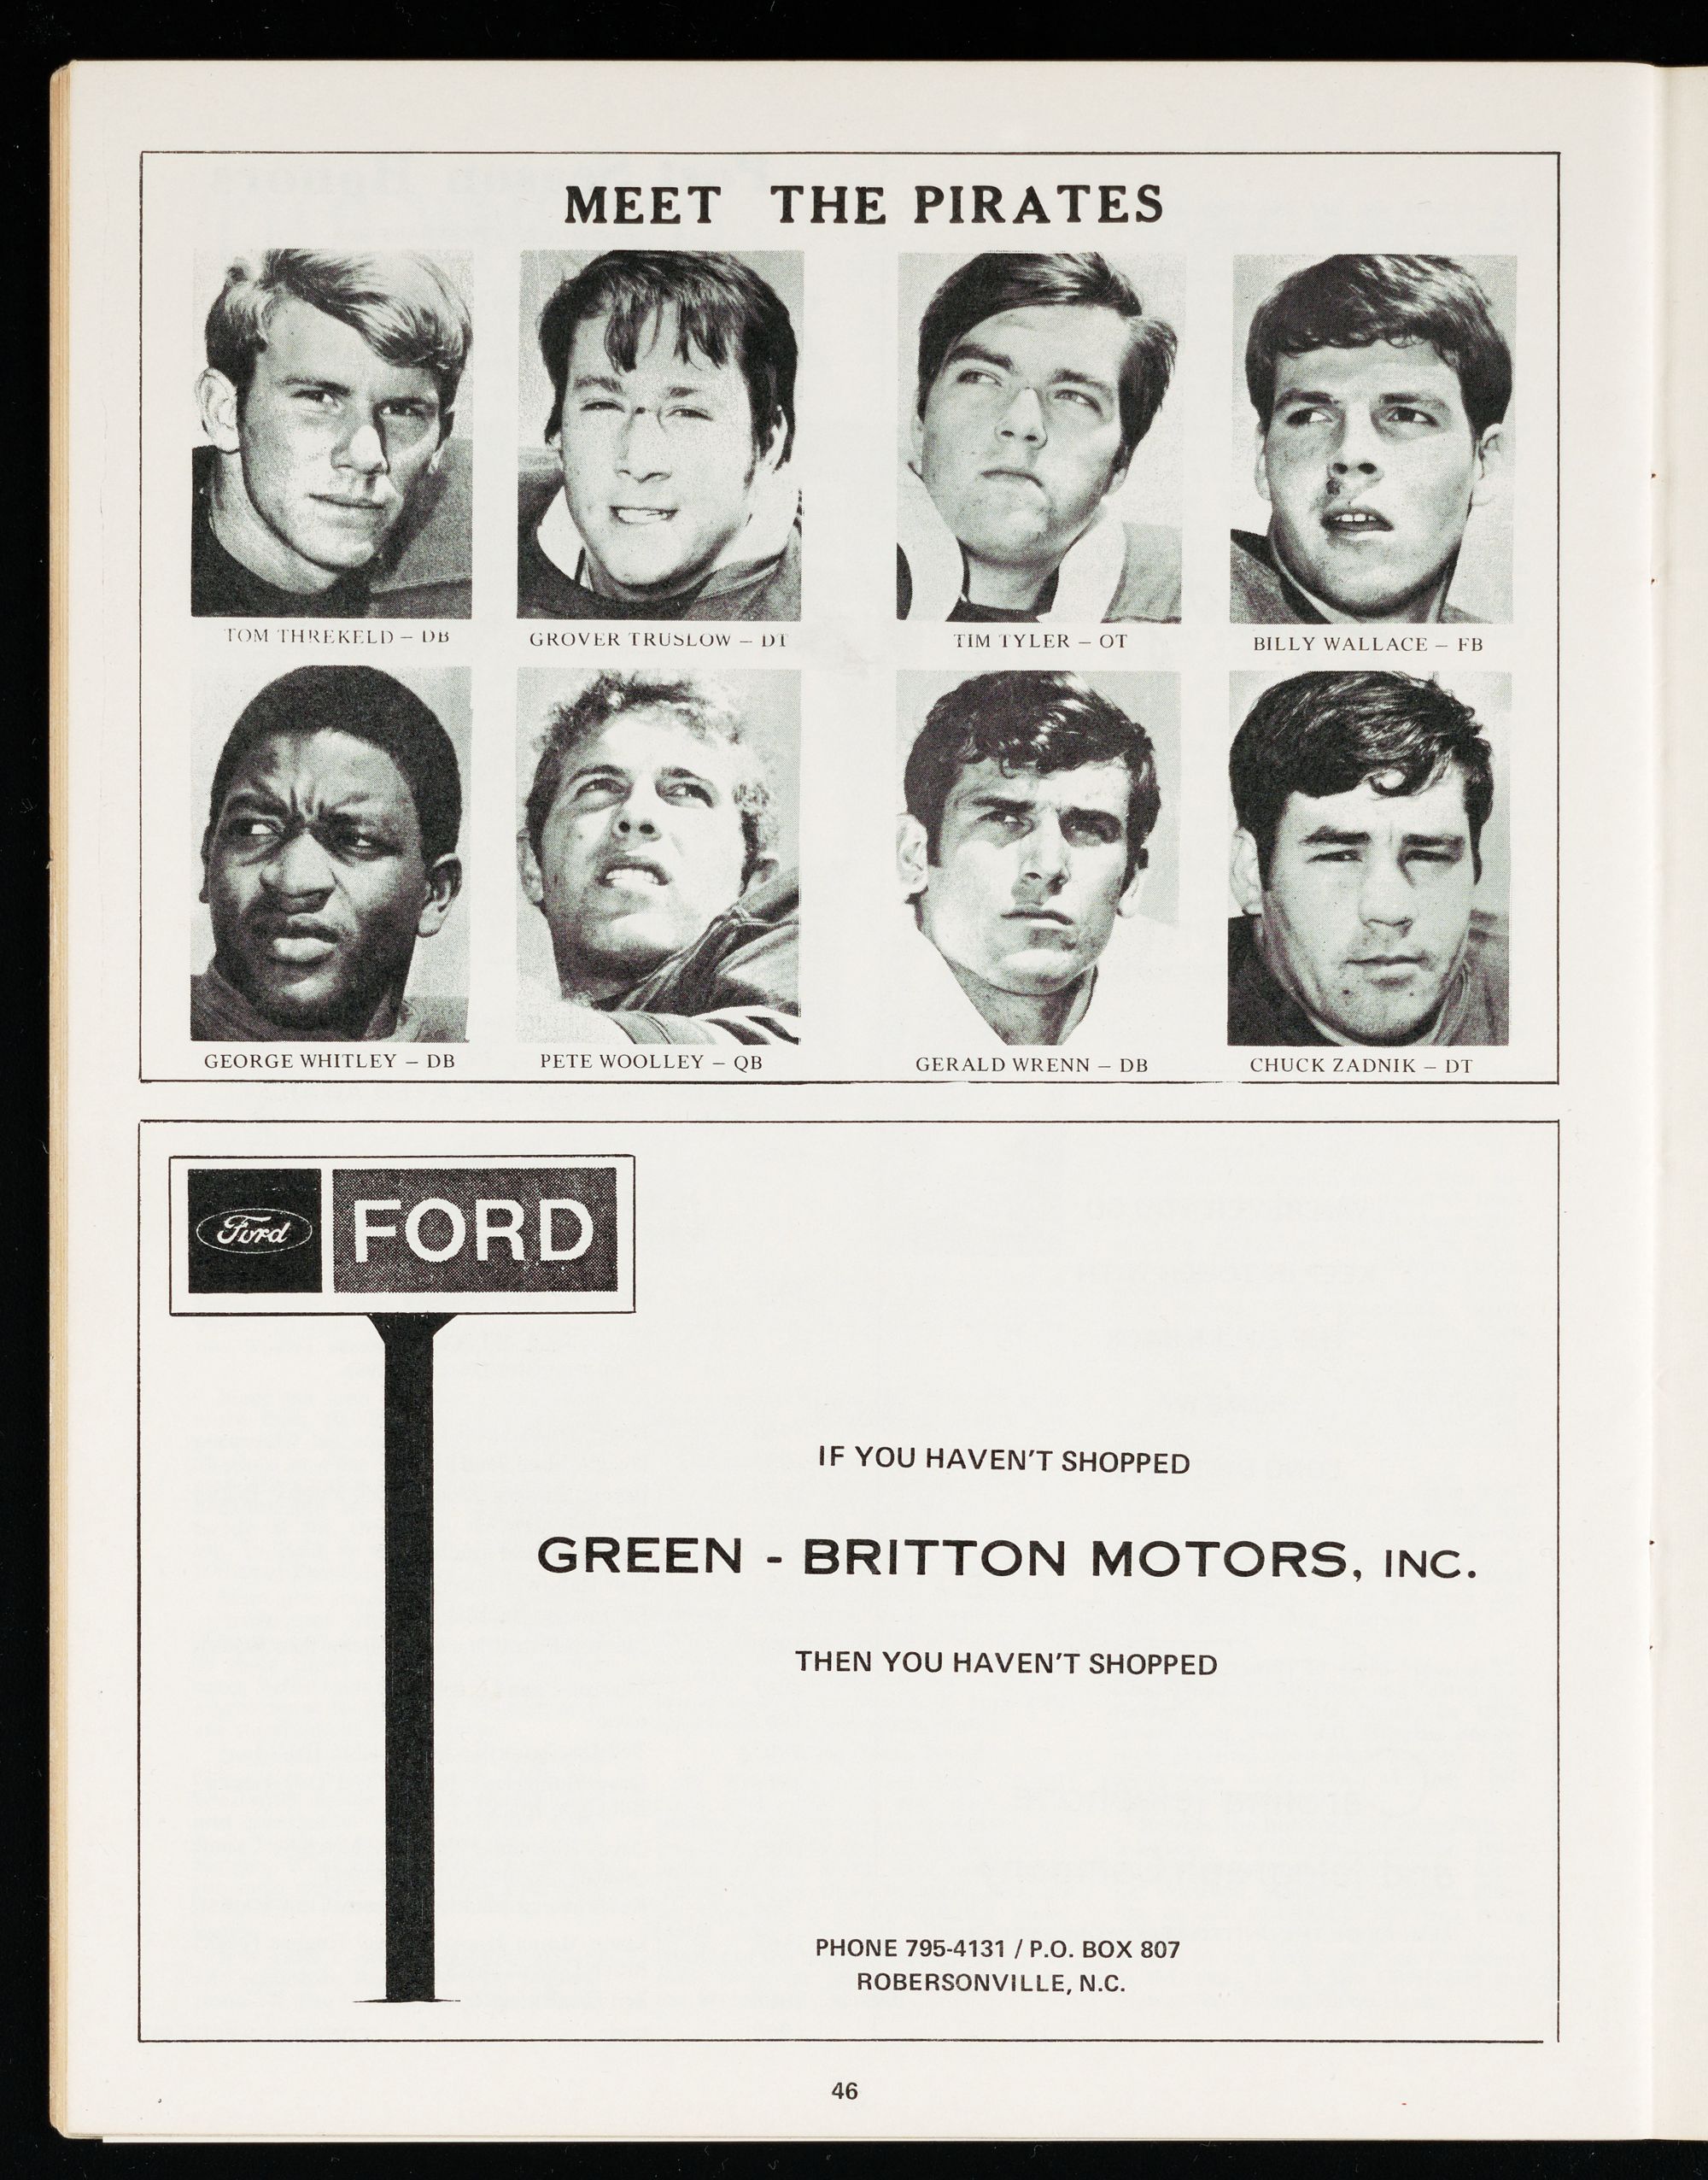 MEET THE PIRATES
TOM THREKELD – DB
GROVER TRUSLOW – DT
TIM TYLER – OT
BILLY WALLACE – FB
GEORGE WHITLEY – DB
PETE WOOLLEY – QB
GERALD WRENN – DB
CHUCK ZADNIK – DT
Ford
FORD
IF YOU HAVEN'T SHOPPED
GREEN - BRITTON MOTORS, INC.
THEN YOU HAVEN'T SHOPPED
PHONE 795-4131 / P.O. BOX 807
ROBERSONVILLE, N.C.
46